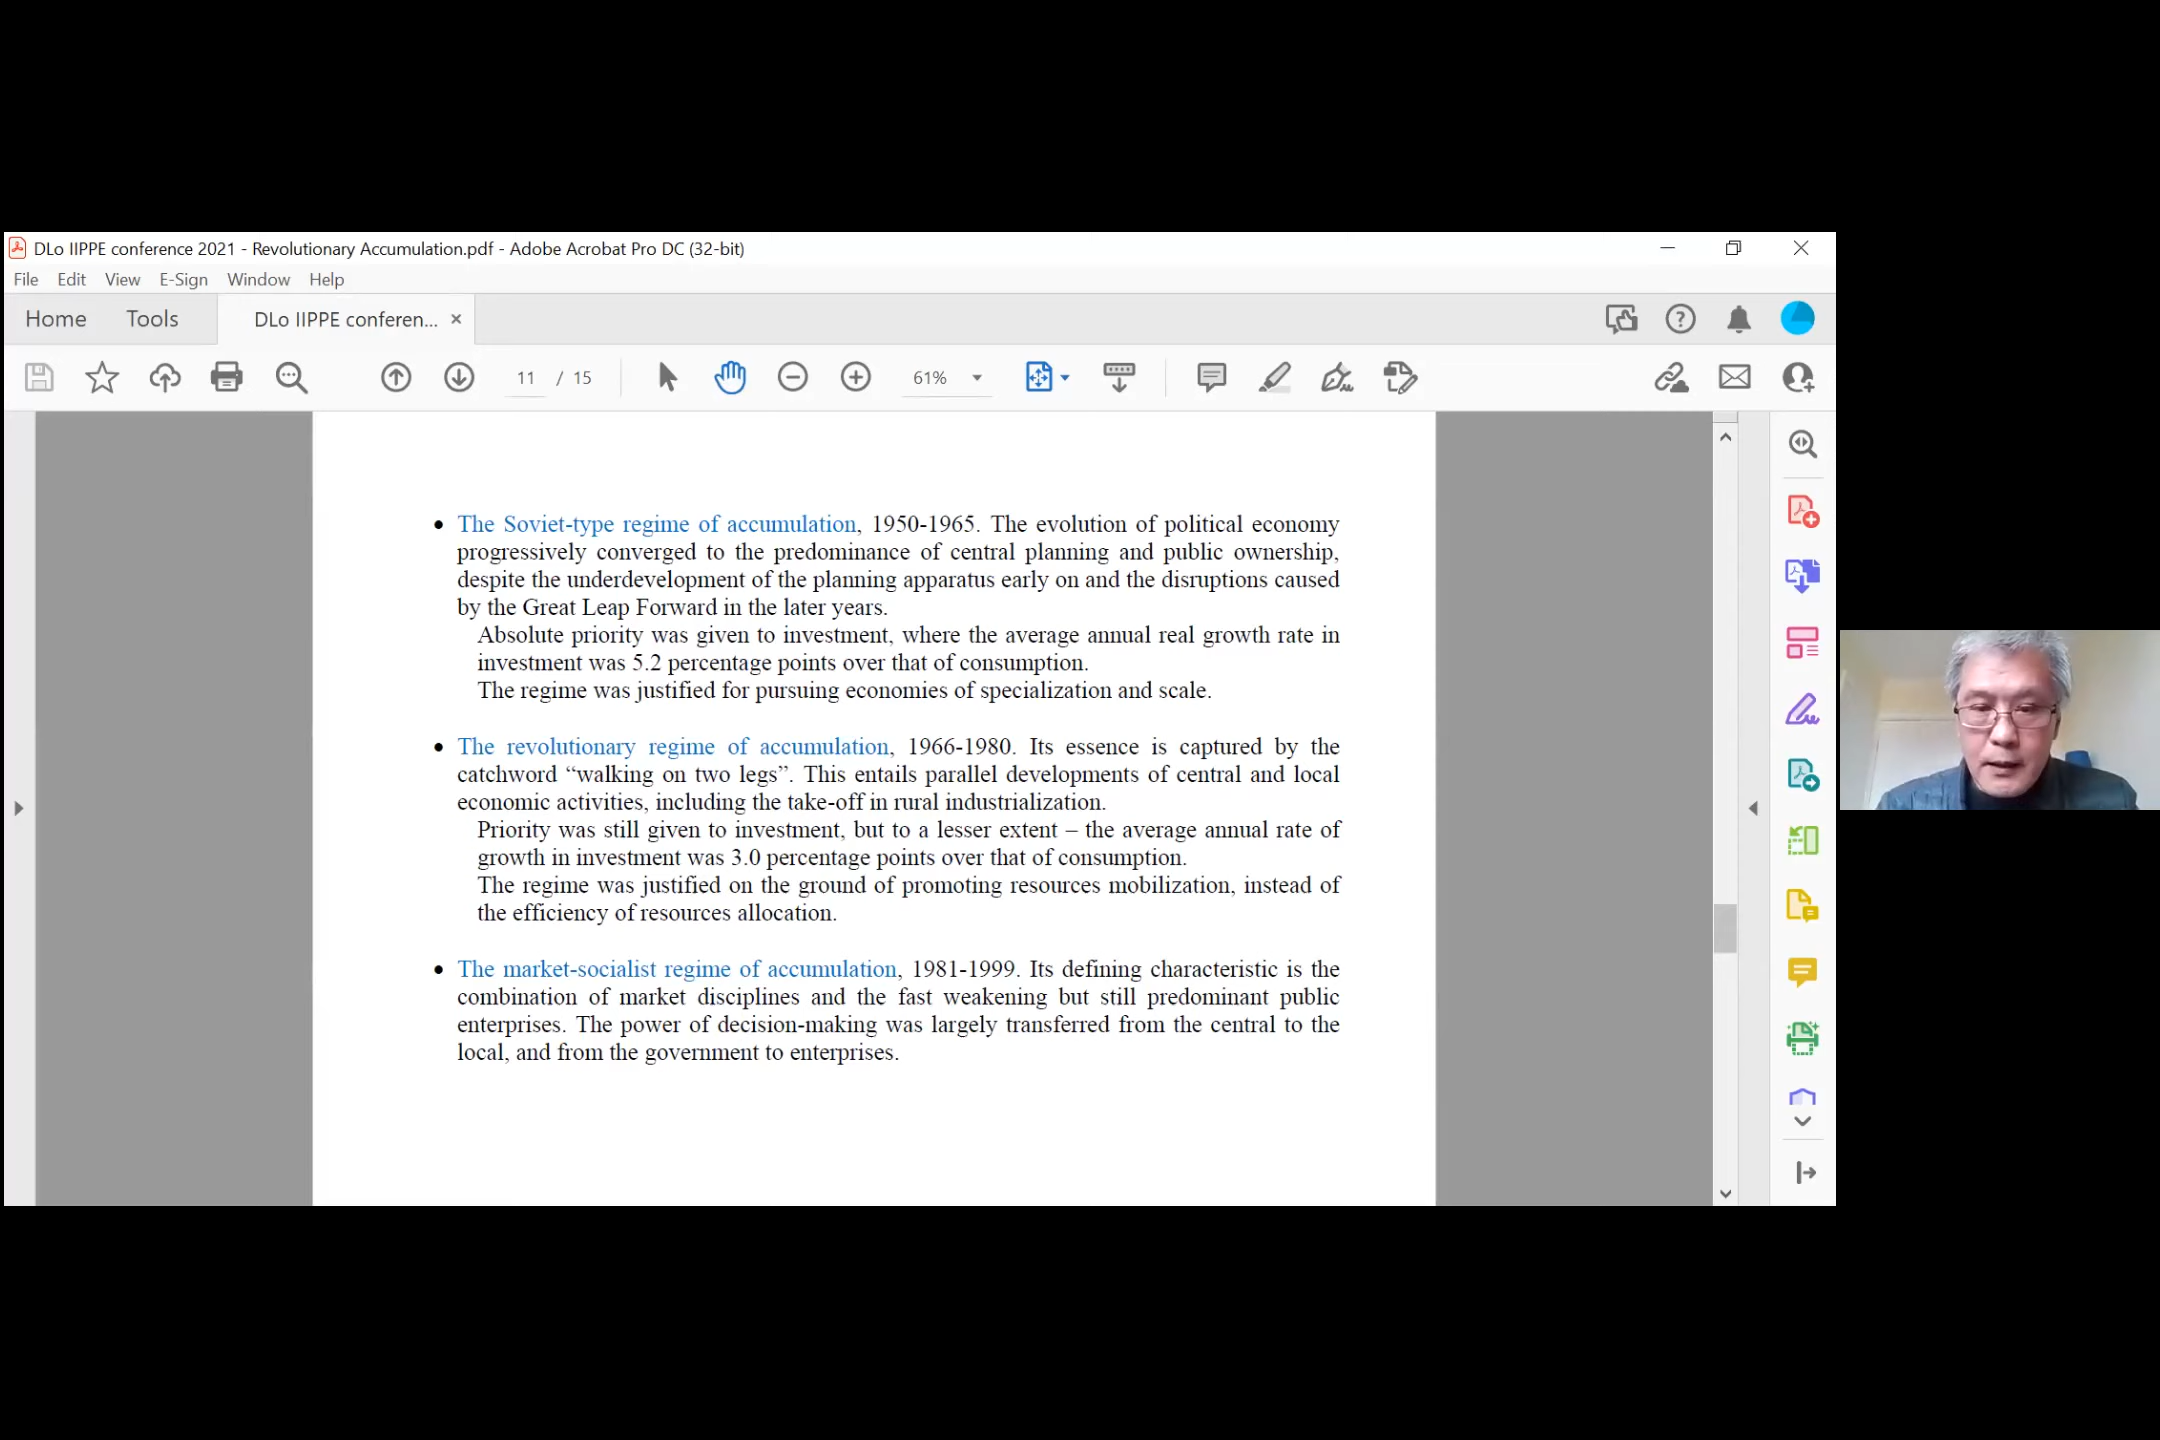 DLo IIPPE conference 2021 - Revolutionary Accumulation.pdf - Adobe Acrobat Pro DC (32-bit)
File Edit View E-Sign Window Help
Home Tools DLo IIPPE conferen... ×
11 / 15 61%
• The Soviet-type regime of accumulation, 1950-1965. The evolution of political economy
progressively converged to the predominance of central planning and public ownership,
despite the underdevelopment of the planning apparatus early on and the disruptions caused
by the Great Leap Forward in the later years.
Absolute priority was given to investment, where the average annual real growth rate in
investment was 5.2 percentage points over that of consumption.
The regime was justified for pursuing economies of specialization and scale.
• The revolutionary regime of accumulation, 1966-1980. Its essence is captured by the
catchword “walking on two legs”. This entails parallel developments of central and local
economic activities, including the take-off in rural industrialization.
Priority was still given to investment, but to a lesser extent – the average annual rate of
growth in investment was 3.0 percentage points over that of consumption.
The regime was justified on the ground of promoting resources mobilization, instead of
the efficiency of resources allocation.
• The market-socialist regime of accumulation, 1981-1999. Its defining characteristic is the
combination of market disciplines and the fast weakening but still predominant public
enterprises. The power of decision-making was largely transferred from the central to the
local, and from the government to enterprises.